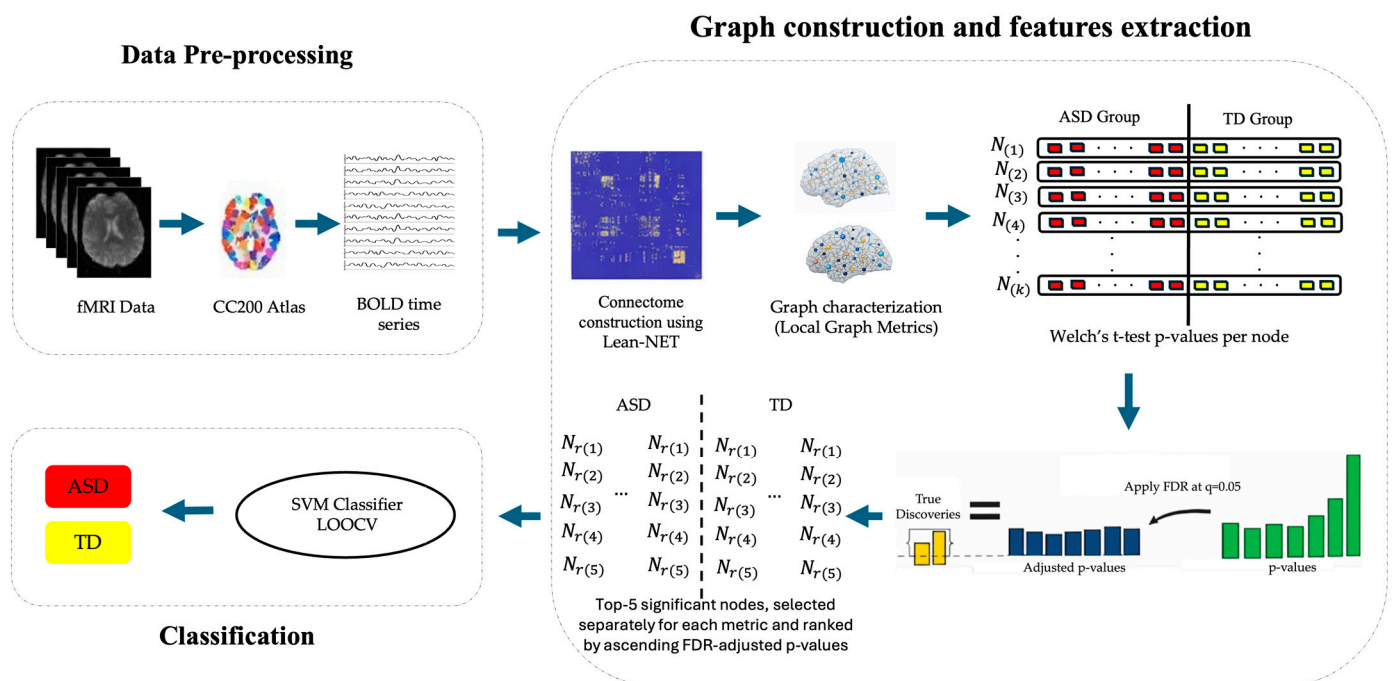 Data Pre-processing
fMRI Data
CC200 Atlas
BOLD time
series
Graph construction and features extraction
Connectome
construction using
Lean-NET
Graph characterization
(Local Graph Metrics)
ASD Group
TD Group
N(1)
N(2)
N(3)
N(4)
N(k)
Welch's t-test p-values per node
Apply FDR at q=0.05
p-values
Adjusted p-values
True
Discoveries
ASD
TD
Nr(1) Nr(1) Nr(1) Nr(1)
Nr(2) Nr(2) Nr(2) Nr(2)
Nr(3) ... Nr(3) Nr(3) ... Nr(3)
Nr(4) Nr(4) Nr(4) Nr(4)
Nr(5) Nr(5) Nr(5) Nr(5)
Top-5 significant nodes, selected
separately for each metric and ranked
by ascending FDR-adjusted p-values
SVM Classifier
LOOCV
ASD
TD
Classification